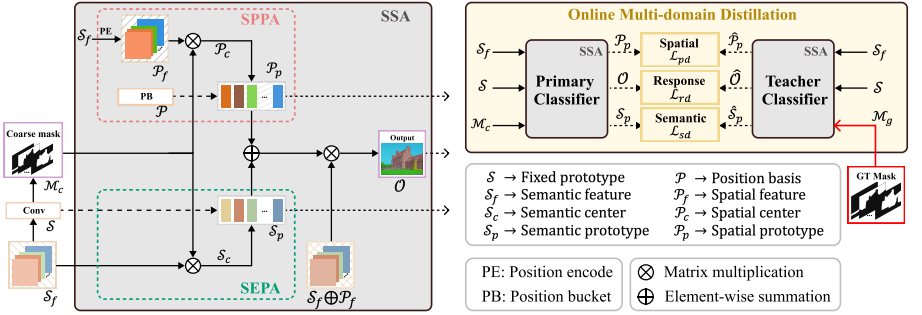 SPPA
SSA
𝒮_f
PE
𝒫_f
𝒫_c
𝒫_p
PB
𝒫
...
Coarse mask
ℳ_c
Conv
𝒮
𝒮_f
Output
𝒪
...
𝒮_p
𝒮_c
SEPA
𝒮_f⊕𝒫_f
Online Multi-domain Distillation
SSA
Primary
Classifier
𝒮_f
𝒮
ℳ_c
𝒫_p
𝒪
𝒮_p
Spatial
ℒ_pd
Response
ℒ_rd
Semantic
ℒ_sd
𝒫̂_p
𝒪̂
𝒮̂_p
SSA
Teacher
Classifier
𝒮_f
𝒮
ℳ_g
GT Mask
𝒮 → Fixed prototype
𝒮_f → Semantic feature
𝒮_c → Semantic center
𝒮_p → Semantic prototype
𝒫 → Position basis
𝒫_f → Spatial feature
𝒫_c → Spatial center
𝒫_p → Spatial prototype
PE: Position encode
PB: Position bucket
⊗ Matrix multiplication
⊕ Element-wise summation